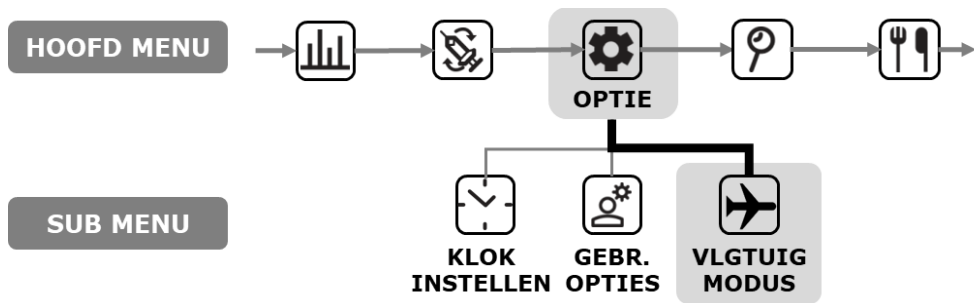 HOOFD MENU
OPTIE
SUB MENU
KLOK
INSTELLEN
GEBR.
OPTIES
VLGTUIG
MODUS